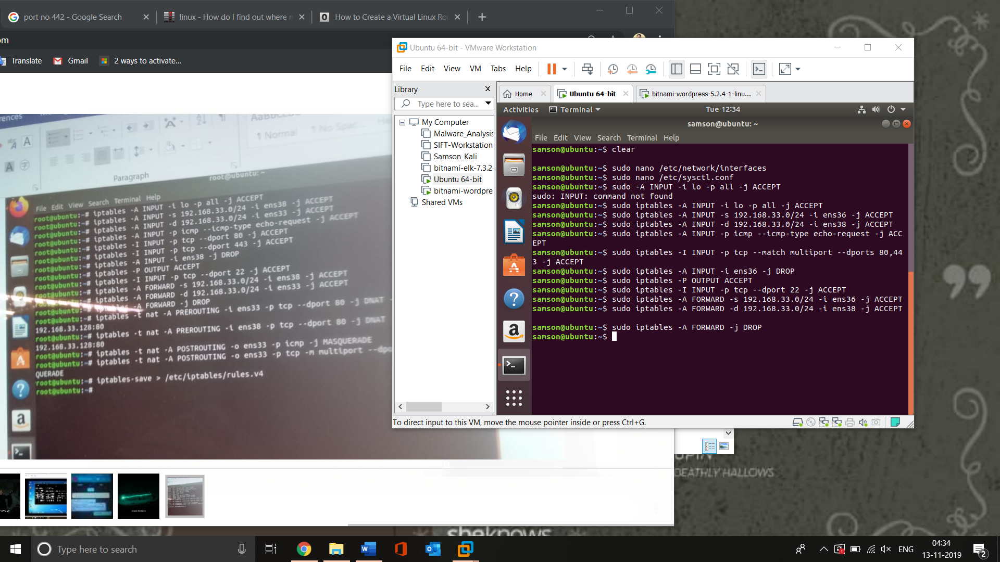 port no 442 - Google Search
linux - How do I find out where
How to Create a Virtual Linux Ro
om
Translate
Gmail
2 ways to activate...
Ubuntu 64-bit - VMware Workstation
File Edit View VM Tabs Help
Library
Type here to sea...
My Computer
Malware_Analysis
SIFT-Workstation
Samson_Kali
bitnami-elk-7.3.2-
Ubuntu 64-bit
bitnami-wordpre
Shared VMs
Home
Ubuntu 64-bit
bitnami-wordpress-5.2.4-1-linu...
Activities
Terminal
Tue 12:34
samson@ubuntu: ~
File Edit View Search Terminal Help
samson@ubuntu:~$ clear
samson@ubuntu:~$ sudo nano /etc/network/interfaces
samson@ubuntu:~$ sudo nano /etc/sysctl.conf
samson@ubuntu:~$ sudo -A INPUT -i lo -p all -j ACCEPT
sudo: INPUT: command not found
samson@ubuntu:~$ sudo iptables -A INPUT -i lo -p all -j ACCEPT
samson@ubuntu:~$ sudo iptables -A INPUT -s 192.168.33.0/24 -i ens36 -j ACCEPT
samson@ubuntu:~$ sudo iptables -A INPUT -d 192.168.33.0/24 -i ens38 -j ACCEPT
samson@ubuntu:~$ sudo iptables -A INPUT -p icmp --icmp-type echo-request -j ACC
EPT
samson@ubuntu:~$ sudo iptables -I INPUT -p tcp --match multiport --dports 80,44
3 -j ACCEPT
samson@ubuntu:~$ sudo iptables -A INPUT -i ens36 -j DROP
samson@ubuntu:~$ sudo iptables -P OUTPUT ACCEPT
samson@ubuntu:~$ sudo iptables -I INPUT -p tcp --dport 22 -j ACCEPT
samson@ubuntu:~$ sudo iptables -A FORWARD -s 192.168.33.0/24 -i ens36 -j ACCEPT
samson@ubuntu:~$ sudo iptables -A FORWARD -d 192.168.33.0/24 -i ens38 -j ACCEPT
samson@ubuntu:~$ sudo iptables -A FORWARD -j DROP
samson@ubuntu:~$
To direct input to this VM, move the mouse pointer inside or press Ctrl+G.
erences
AaBbCcD
¶ Normal
¶ No Spac...
Paragraph
root@ubuntu: ~
File Edit View Search Terminal Help
root@ubuntu:~# iptables -A INPUT -i lo -p all -j ACCEPT
root@ubuntu:~# iptables -A INPUT -s 192.168.33.0/24 -i ens38 -j ACCEPT
root@ubuntu:~# iptables -A INPUT -d 192.168.33.0/24 -i ens33 -j ACCEPT
root@ubuntu:~# iptables -A INPUT -p icmp --icmp-type echo-request -j ACCEPT
root@ubuntu:~# iptables -I INPUT -p tcp --dport 80 -j ACCEPT
root@ubuntu:~# iptables -I INPUT -p tcp --dport 443 -j ACCEPT
root@ubuntu:~# iptables -A INPUT -i ens38 -j DROP
root@ubuntu:~# iptables -P OUTPUT ACCEPT
root@ubuntu:~# iptables -I INPUT -p tcp --dport 22 -j ACCEPT
root@ubuntu:~# iptables -A FORWARD -s 192.168.33.0/24 -i ens38 -j ACCEPT
root@ubuntu:~# iptables -A FORWARD -d 192.168.33.0/24 -i ens33 -j ACCEPT
root@ubuntu:~# iptables -A FORWARD -j DROP
root@ubuntu:~# iptables -t nat -A PREROUTING -i ens33 -p tcp --dport 80 -j DNAT -
192.168.33.128:80
root@ubuntu:~# iptables -t nat -A PREROUTING -i ens38 -p tcp --dport 80 -j DNAT
192.168.33.128:80
root@ubuntu:~# iptables -t nat -A POSTROUTING -o ens33 -p icmp -j MASQUERADE
root@ubuntu:~# iptables -t nat -A POSTROUTING -o ens33 -p tcp -m multiport --dpo
QUERADE
root@ubuntu:~# iptables-save > /etc/iptables/rules.v4
root@ubuntu:~#
DEATHLY HALLOWS
sheknows
Type here to search
ENG
04:34
13-11-2019
2